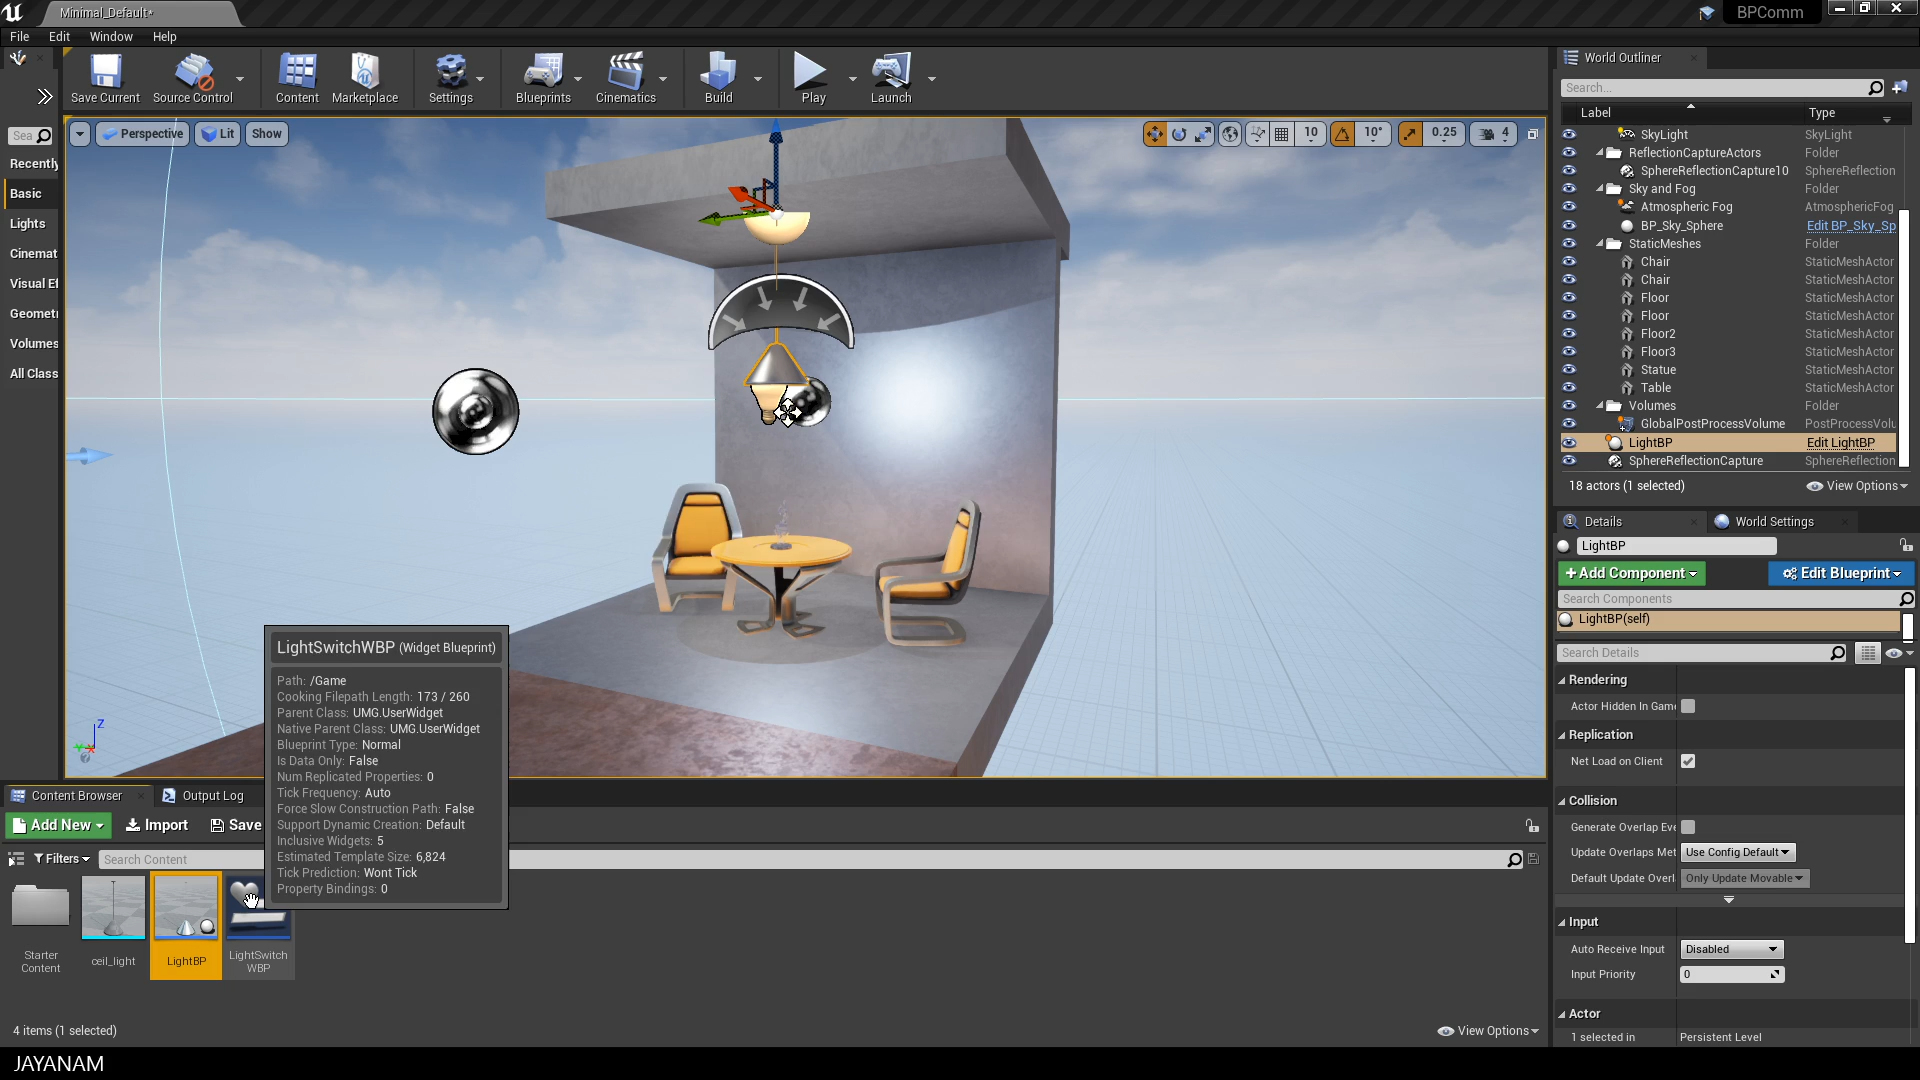 Minimal_Default*
BPComm
File Edit Window Help
Save Current
Source Control
Content
Marketplace
Settings
Blueprints
Cinematics
Build
Play
Launch
Sea
Recently
Basic
Lights
Cinemat
Visual Ef
Geometr
Volumes
All Class
Perspective
Lit
Show
10
10°
0.25
4
Z
World Outliner
Search...
Label Type
SkyLight SkyLight
ReflectionCaptureActors Folder
SphereReflectionCapture10 SphereReflection
Sky and Fog Folder
Atmospheric Fog AtmosphericFog
BP_Sky_Sphere Edit BP_Sky_Sp
StaticMeshes Folder
Chair StaticMeshActor
Chair StaticMeshActor
Floor StaticMeshActor
Floor StaticMeshActor
Floor2 StaticMeshActor
Floor3 StaticMeshActor
Statue StaticMeshActor
Table StaticMeshActor
Volumes Folder
GlobalPostProcessVolume PostProcessVolu
LightBP Edit LightBP
SphereReflectionCapture SphereReflection
18 actors (1 selected)
View Options
Details
World Settings
LightBP
+Add Component
Edit Blueprint
Search Components
LightBP(self)
Search Details
Rendering
Actor Hidden In Game
Replication
Net Load on Client
Collision
Generate Overlap Eve
Update Overlaps Met Use Config Default
Default Update Overl Only Update Movable
Input
Auto Receive Input Disabled
Input Priority 0
Actor
1 selected in Persistent Level
LightSwitchWBP (Widget Blueprint)
Path: /Game
Cooking Filepath Length: 173 / 260
Parent Class: UMG.UserWidget
Native Parent Class: UMG.UserWidget
Blueprint Type: Normal
Is Data Only: False
Num Replicated Properties: 0
Tick Frequency: Auto
Force Slow Construction Path: False
Support Dynamic Creation: Default
Inclusive Widgets: 5
Estimated Template Size: 6,824
Tick Prediction: Wont Tick
Property Bindings: 0
Content Browser
Output Log
Add New
Import
Save
Filters
Search Content
Starter
Content
ceil_light
LightBP
LightSwitch
WBP
4 items (1 selected)
View Options
JAYANAM